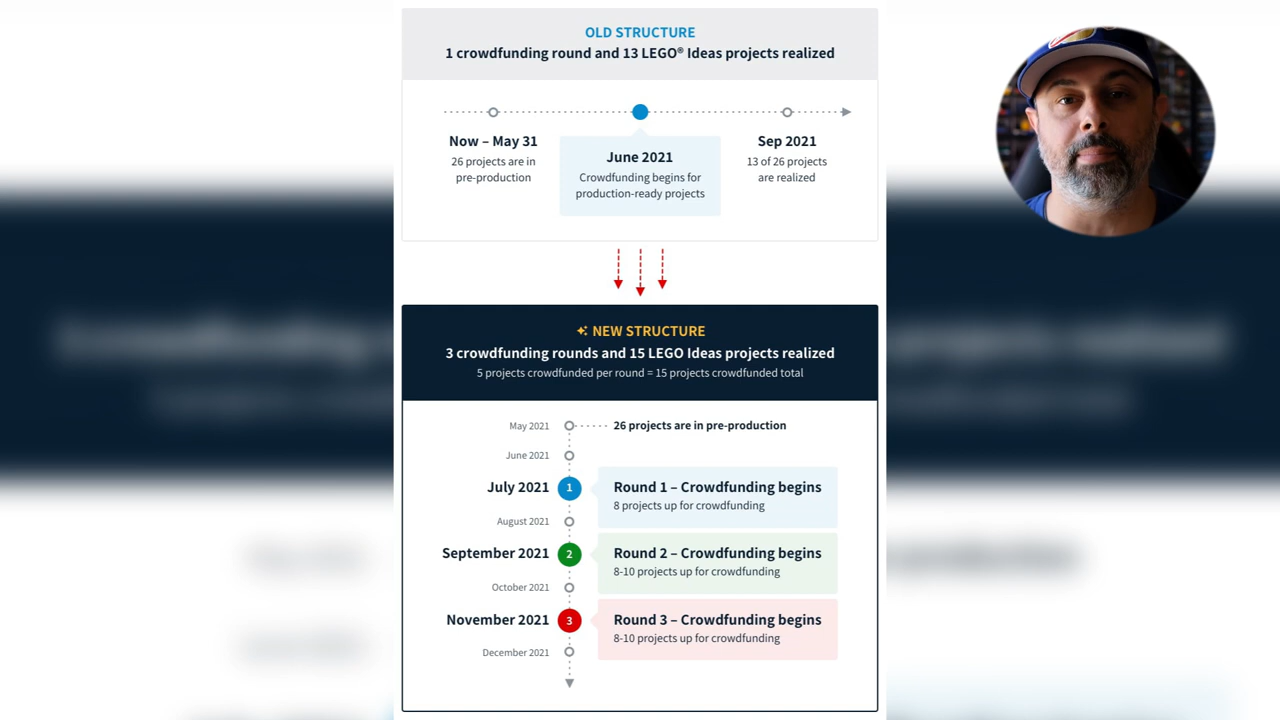 OLD STRUCTURE
1 crowdfunding round and 13 LEGO® Ideas projects realized
Now – May 31
26 projects are in
pre-production
June 2021
Crowdfunding begins for
production-ready projects
Sep 2021
13 of 26 projects
are realized
NEW STRUCTURE
3 crowdfunding rounds and 15 LEGO Ideas projects realized
5 projects crowdfunded per round = 15 projects crowdfunded total
May 2021
26 projects are in pre-production
June 2021
July 2021
1
Round 1 – Crowdfunding begins
8 projects up for crowdfunding
August 2021
September 2021
2
Round 2 – Crowdfunding begins
8-10 projects up for crowdfunding
October 2021
November 2021
3
Round 3 – Crowdfunding begins
8-10 projects up for crowdfunding
December 2021